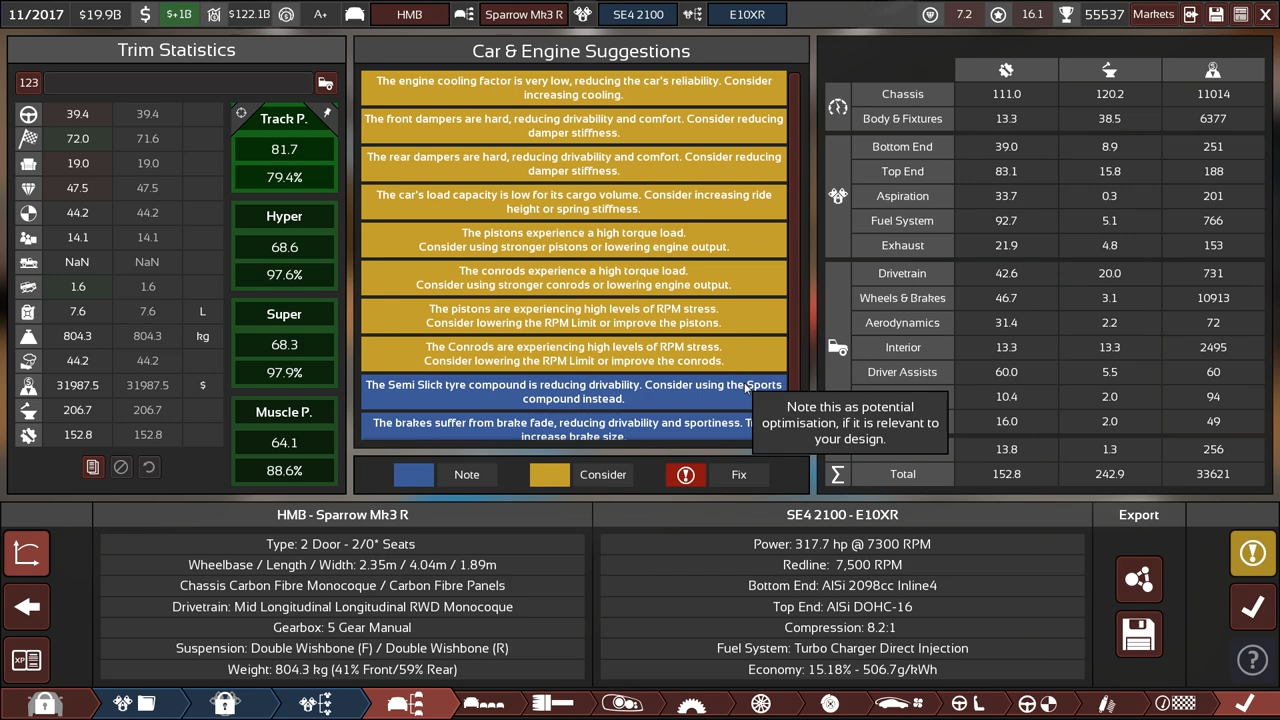 11/2017 $19.9B $+1B $122.1B A+ HMB Sparrow Mk3 R SE4 2100 E10XR 7.2 16.1 55537 Markets
Trim Statistics
123
39.4 39.4
72.0 71.6
19.0 19.0
47.5 47.5
44.2 44.2
14.1 14.1
NaN NaN
1.6 1.6
7.6 7.6 L
804.3 804.3 kg
44.2 44.2
31987.5 31987.5 $
206.7 206.7
152.8 152.8
Track P.
81.7
79.4%
Hyper
68.6
97.6%
Super
68.3
97.9%
Muscle P.
64.1
88.6%
Car & Engine Suggestions
The engine cooling factor is very low, reducing the car's reliability. Consider
increasing cooling.
The front dampers are hard, reducing drivability and comfort. Consider reducing
damper stiffness.
The rear dampers are hard, reducing drivability and comfort. Consider reducing
damper stiffness.
The car's load capacity is low for its cargo volume. Consider increasing ride
height or spring stiffness.
The pistons experience a high torque load.
Consider using stronger pistons or lowering engine output.
The conrods experience a high torque load.
Consider using stronger conrods or lowering engine output.
The pistons are experiencing high levels of RPM stress.
Consider lowering the RPM Limit or improve the pistons.
The Conrods are experiencing high levels of RPM stress.
Consider lowering the RPM Limit or improve the conrods.
The Semi Slick tyre compound is reducing drivability. Consider using the Sports
compound instead.
The brakes suffer from brake fade, reducing drivability and sportiness.
increase brake size.
Note this as potential
optimisation, if it is relevant to
your design.
Note Consider Fix
Chassis 111.0 120.2 11014
Body & Fixtures 13.3 38.5 6377
Bottom End 39.0 8.9 251
Top End 83.1 15.8 188
Aspiration 33.7 0.3 201
Fuel System 92.7 5.1 766
Exhaust 21.9 4.8 153
Drivetrain 42.6 20.0 731
Wheels & Brakes 46.7 3.1 10913
Aerodynamics 31.4 2.2 72
Interior 13.3 13.3 2495
Driver Assists 60.0 5.5 60
10.4 2.0 94
16.0 2.0 49
13.8 1.3 256
Σ Total 152.8 242.9 33621
HMB - Sparrow Mk3 R
Type: 2 Door - 2/0* Seats
Wheelbase / Length / Width: 2.35m / 4.04m / 1.89m
Chassis Carbon Fibre Monocoque / Carbon Fibre Panels
Drivetrain: Mid Longitudinal Longitudinal RWD Monocoque
Gearbox: 5 Gear Manual
Suspension: Double Wishbone (F) / Double Wishbone (R)
Weight: 804.3 kg (41% Front/59% Rear)
SE4 2100 - E10XR
Power: 317.7 hp @ 7300 RPM
Redline: 7,500 RPM
Bottom End: AlSi 2098cc Inline4
Top End: AlSi DOHC-16
Compression: 8.2:1
Fuel System: Turbo Charger Direct Injection
Economy: 15.18% - 506.7g/kWh
Export
XP